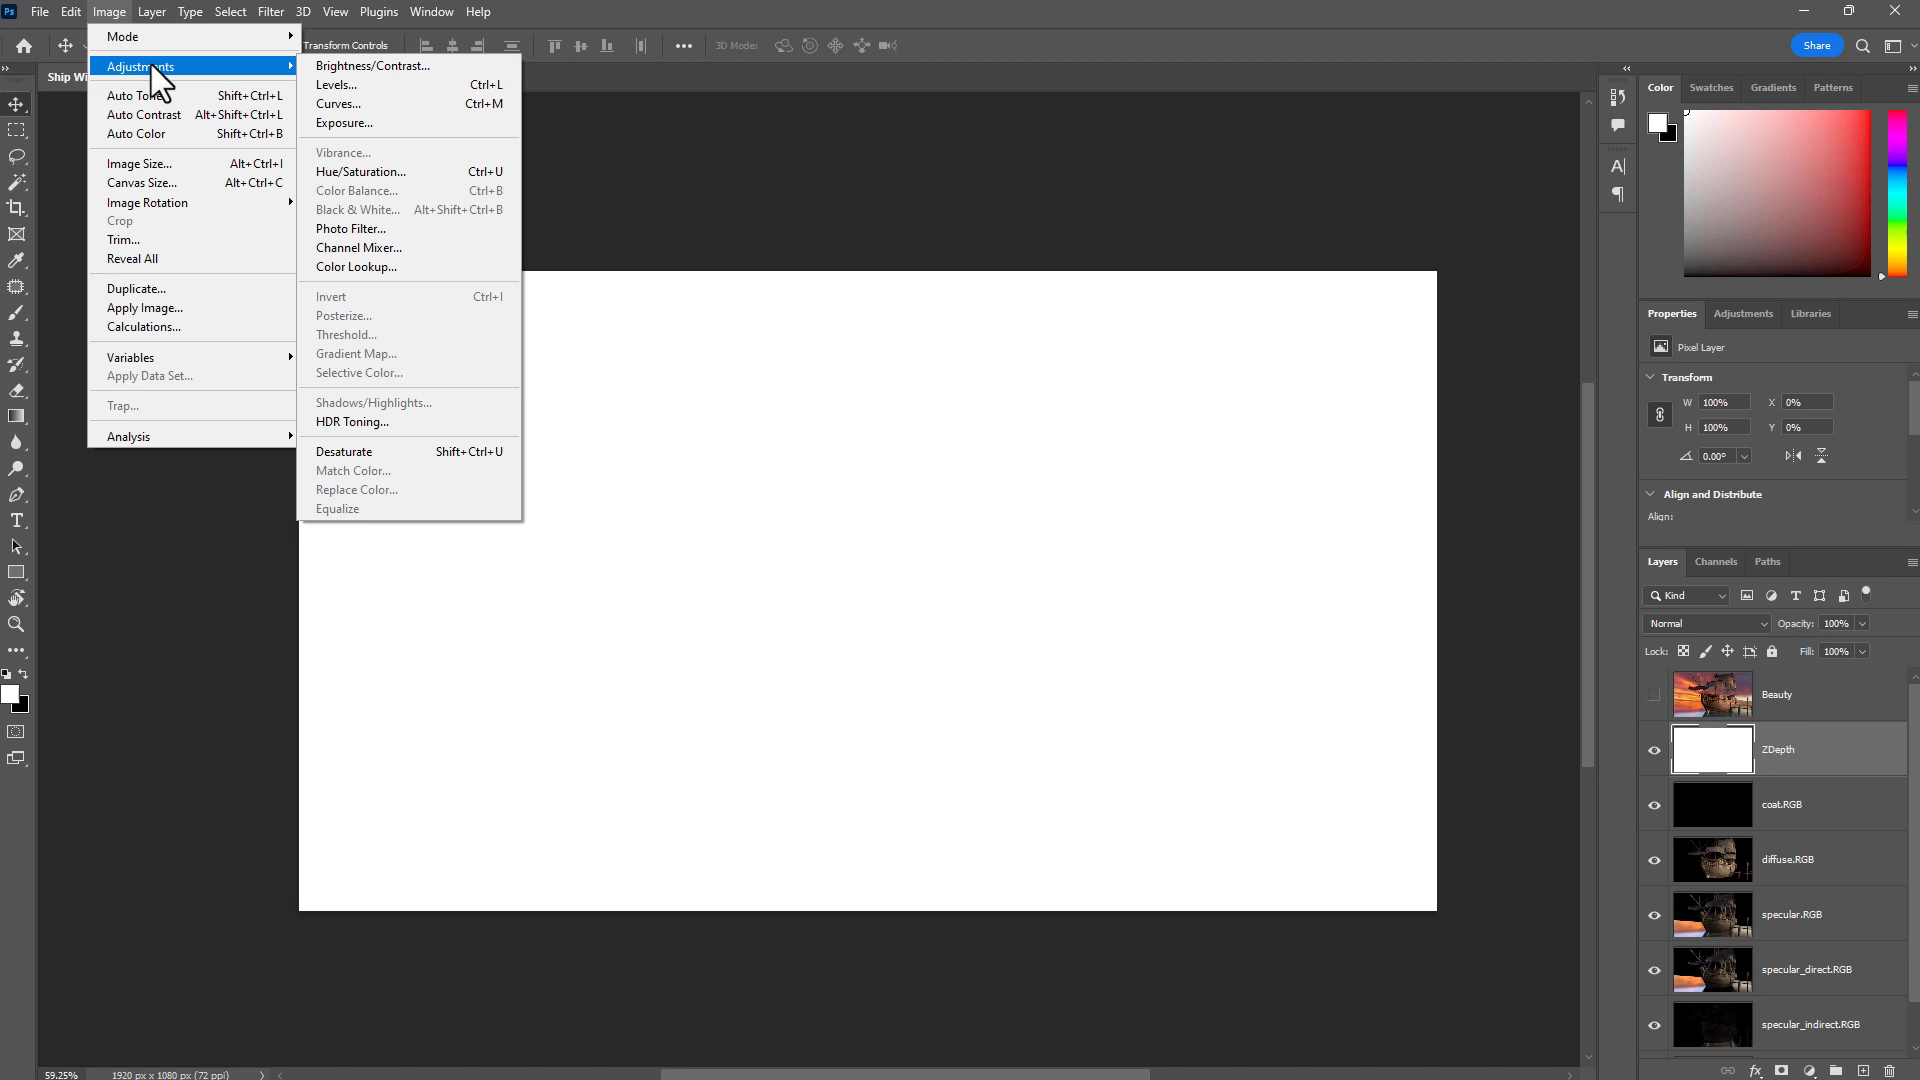 Ps File Edit Image Layer Type Select Filter 3D View Plugins Window Help
Transform Controls 3D Mode: Share
Ship Wi
Mode
Adjustments
Auto Tone Shift+Ctrl+L
Auto Contrast Alt+Shift+Ctrl+L
Auto Color Shift+Ctrl+B
Image Size... Alt+Ctrl+I
Canvas Size... Alt+Ctrl+C
Image Rotation
Crop
Trim...
Reveal All
Duplicate...
Apply Image...
Calculations...
Variables
Apply Data Set...
Trap...
Analysis
Brightness/Contrast...
Levels... Ctrl+L
Curves... Ctrl+M
Exposure...
Vibrance...
Hue/Saturation... Ctrl+U
Color Balance... Ctrl+B
Black & White... Alt+Shift+Ctrl+B
Photo Filter...
Channel Mixer...
Color Lookup...
Invert Ctrl+I
Posterize...
Threshold...
Gradient Map...
Selective Color...
Shadows/Highlights...
HDR Toning...
Desaturate Shift+Ctrl+U
Match Color...
Replace Color...
Equalize
Color Swatches Gradients Patterns
Properties Adjustments Libraries
Pixel Layer
Transform
W 100% X 0%
H 100% Y 0%
0.00°
Align and Distribute
Align:
Layers Channels Paths
Kind
Normal Opacity: 100%
Lock: Fill: 100%
Beauty
ZDepth
coat.RGB
diffuse.RGB
specular.RGB
specular_direct.RGB
specular_indirect.RGB
59.25% 1920 px x 1080 px (72 ppi)